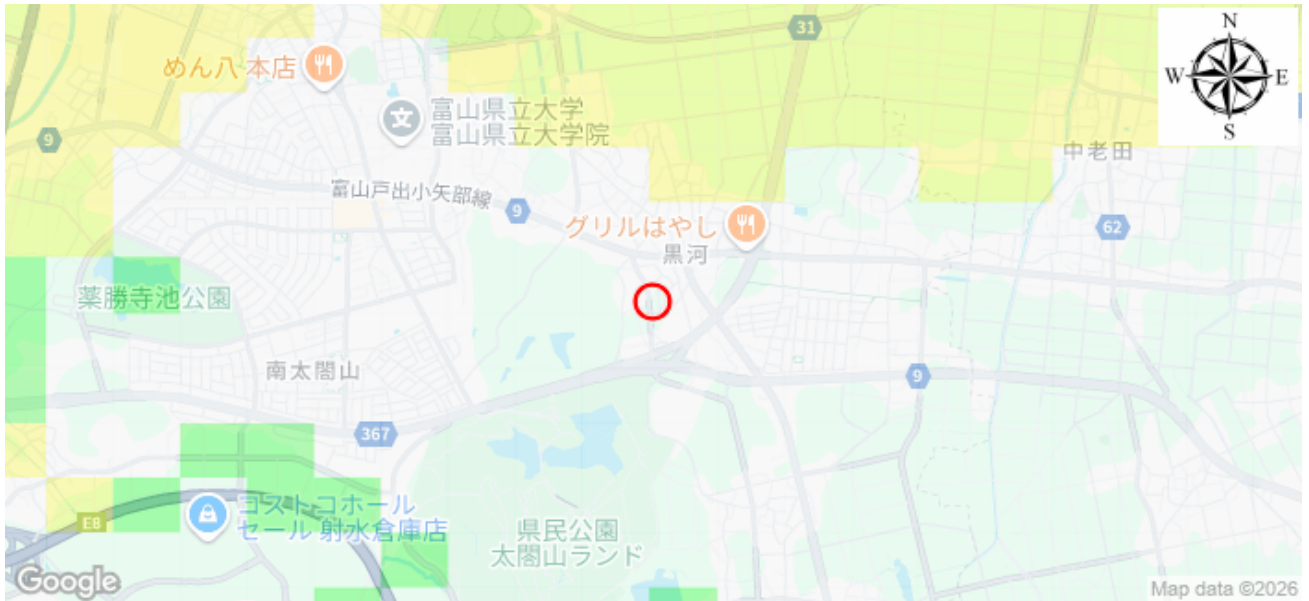 N
W E
S
31
めん八 本店
富山県立大学
富山県立大学院
9
中老田
富山戸出小矢部線
9
グリルはやし
黒河
62
薬勝寺池公園
南太閤山
9
367
コストコホール
セール 射水倉庫店
E8
県民公園
太閤山ランド
Google
Map data ©2026